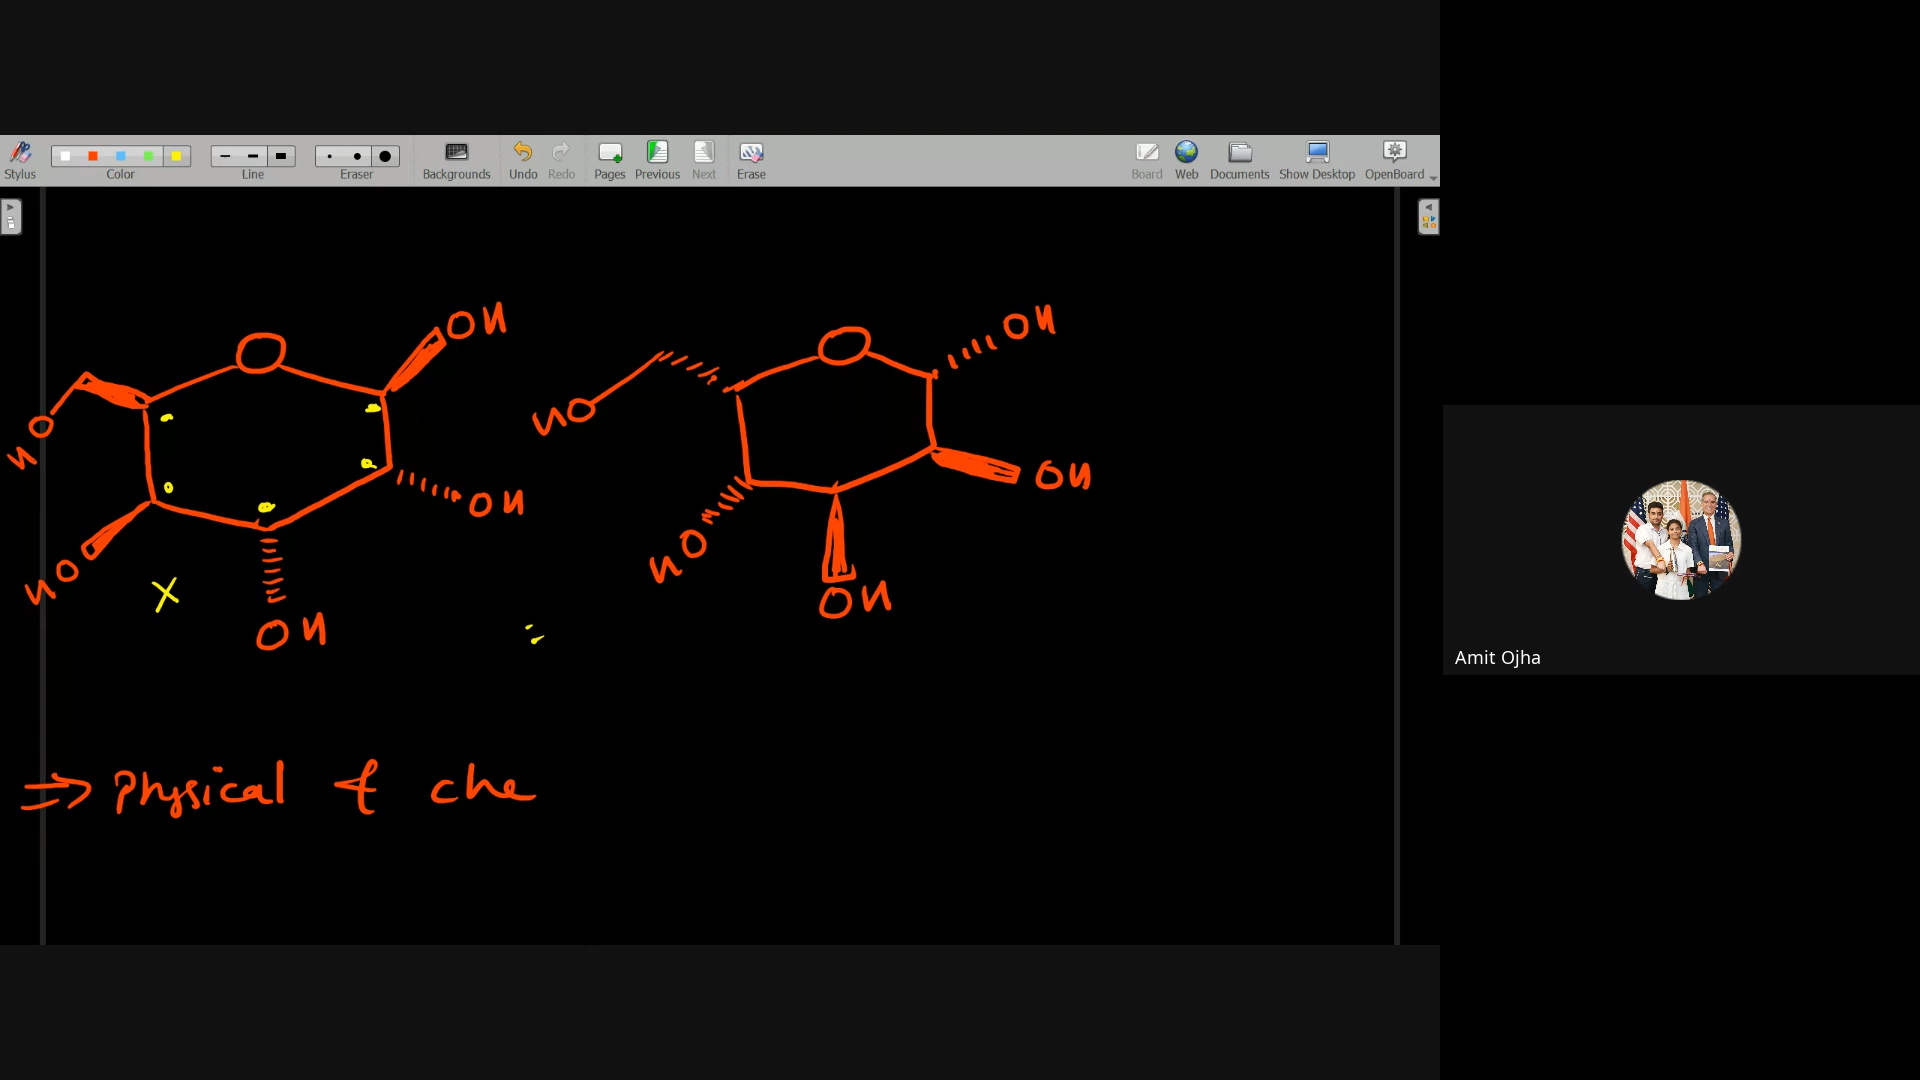 Stylus Color Line Eraser Backgrounds Undo Redo Pages Previous Next Erase Board Web Documents Show Desktop OpenBoard
O OH O OH
HO HO
OH OH
HO HO
X
OH OH
⇒ Physical & che
Amit Ojha